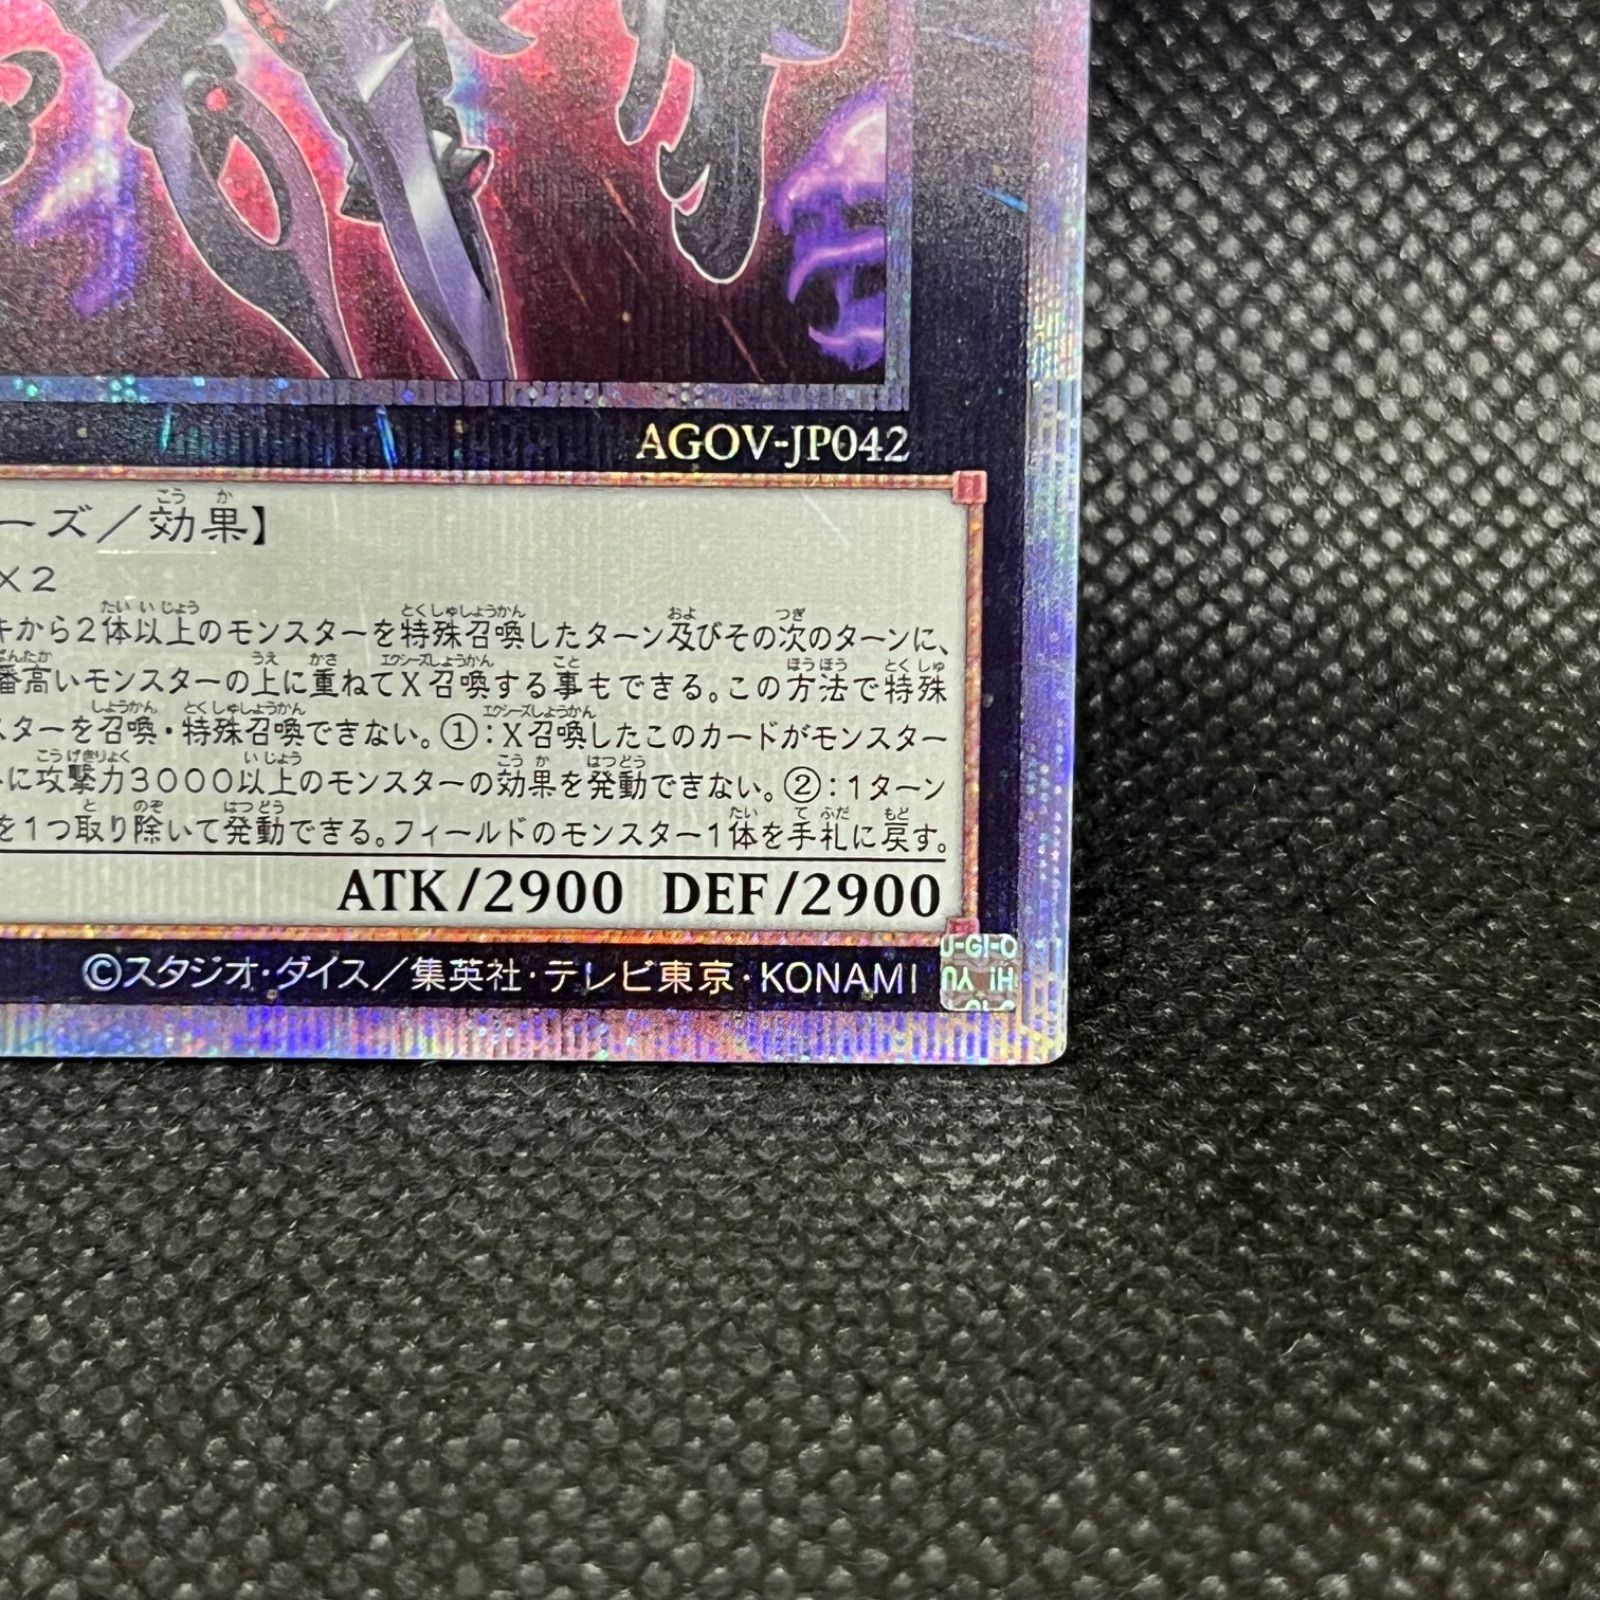 AGOV-JP042
ーズ／効果】
×2
キから2体以上のモンスターを特殊召喚したターン及びその次のターンに、
番高いモンスターの上に重ねてX召喚する事もできる。この方法で特殊
スターを召喚・特殊召喚できない。①：X召喚したこのカードがモンスター
に攻撃力3000以上のモンスターの効果を発動できない。②：1ターン
を1つ取り除いて発動できる。フィールドのモンスター1体を手札に戻す。
ATK/2900 DEF/2900
©スタジオ・ダイス／集英社・テレビ東京・KONAMI